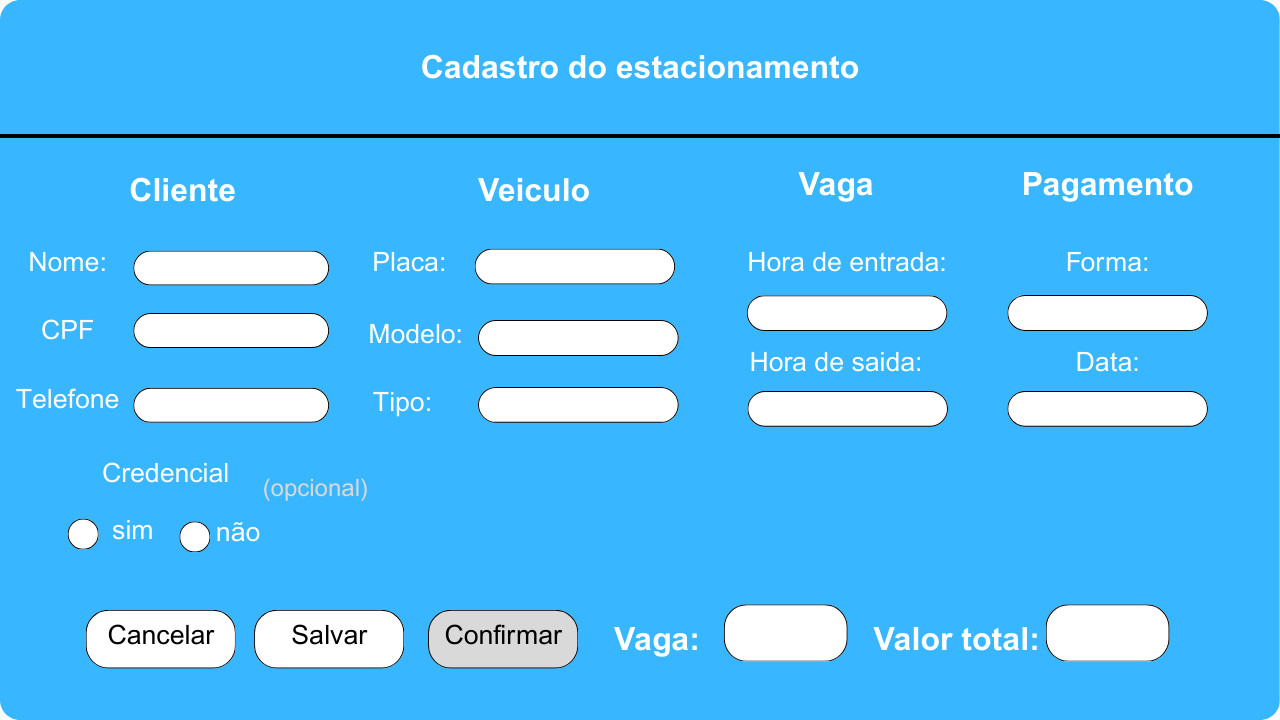 Cadastro do estacionamento
Cliente
Veiculo
Vaga
Pagamento
Nome:
Placa:
Hora de entrada:
Forma:
CPF
Modelo:
Hora de saida:
Data:
Telefone
Tipo:
Credencial
(opcional)
sim
não
Cancelar
Salvar
Confirmar
Vaga:
Valor total: